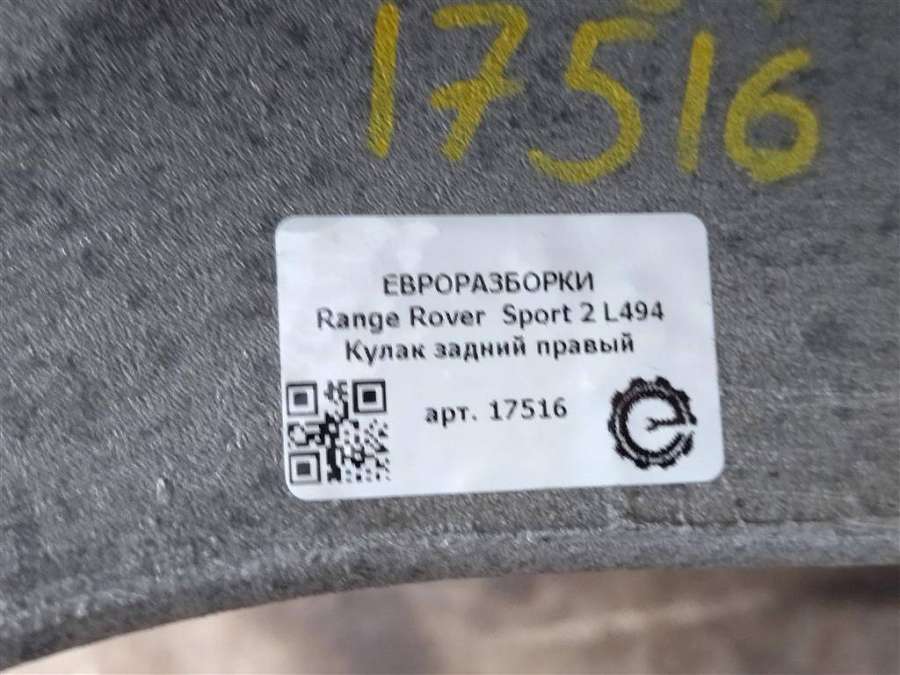 17516
ЕВРОРАЗБОРКИ
Range Rover Sport 2 L494
Кулак задний правый
арт. 17516